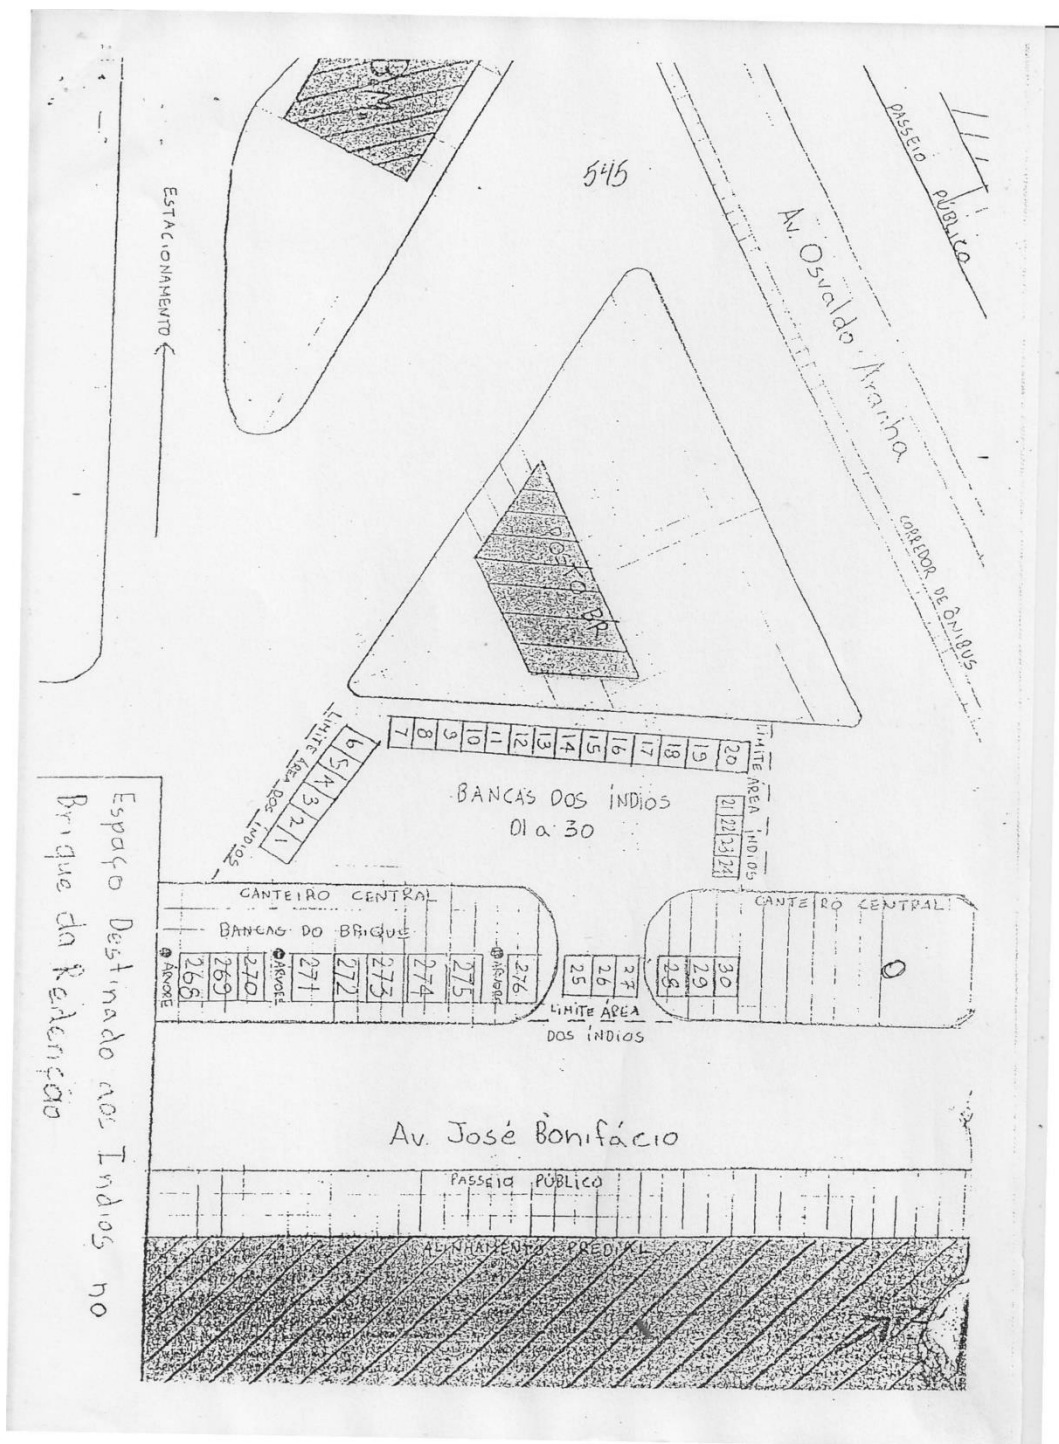 B.M.
545
PASSEIO PÚBLICO
Av. Osvaldo Aranha
CORREDOR DE ÔNIBUS
ESTACIONAMENTO
POSTO BR
LIMITE ÁREA DOS ÍNDIOS
6 5 4 3 2 1
7 8 9 10 11 12 13 14 15 16 17 18 19 20
LIMITE ÁREA ÍNDIOS
21 22 23 24
BANCAS DOS ÍNDIOS
01 a 30
CANTEIRO CENTRAL
CANTEIRO CENTRAL
BANCAS DO BRIQUE
ÁRVORE 268 269 270 ÁRVORE 271 272 273 274 275 ÁRVORE 276
25 26 27 28 29 30
LIMITE ÁREA
DOS ÍNDIOS
Av. José Bonifácio
PASSEIO PÚBLICO
ALINHAMENTO PREDIAL
Espaço Destinado aos Indios no
Brique da Redenção